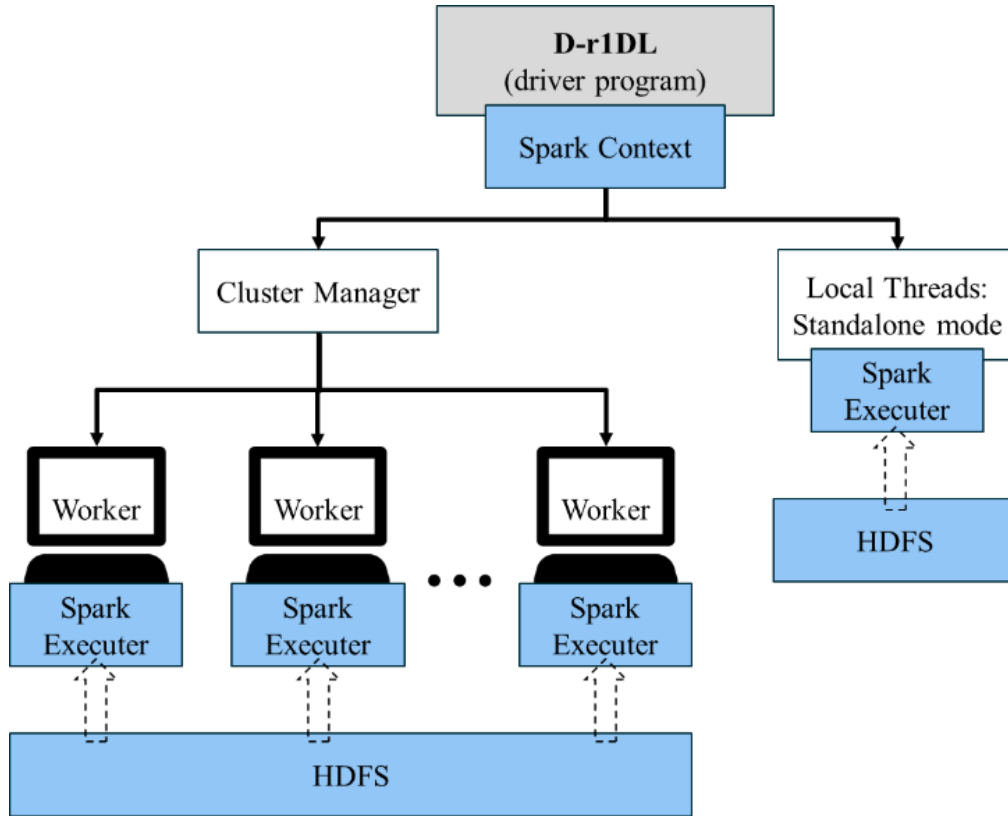 D-r1DL
(driver program)
Spark Context
Cluster Manager
Local Threads:
Standalone mode
Spark
Executer
HDFS
Worker
Worker
Worker
Spark
Executer
Spark
Executer
Spark
Executer
HDFS